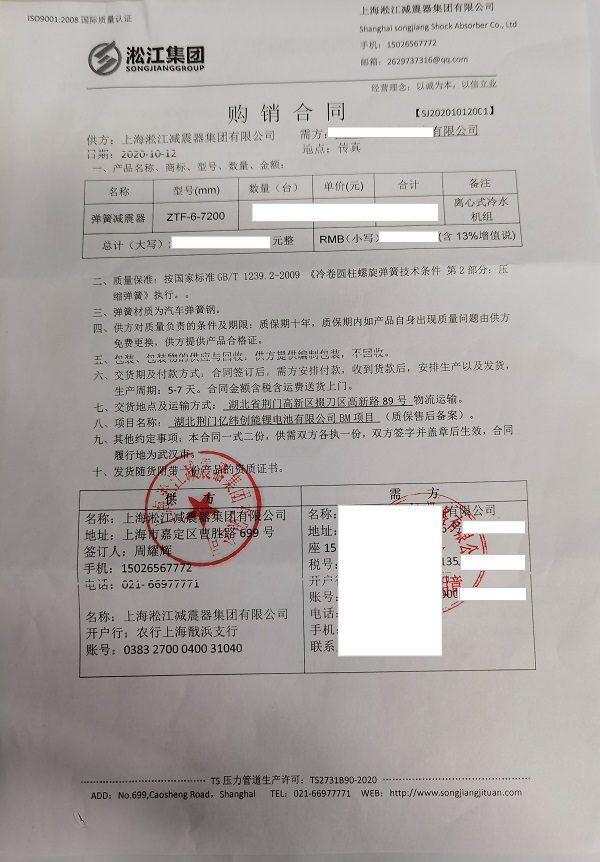 ISO9001:2008 国际质量认证
上海淞江减震器集团有限公司
Shanghai songjiang Shock Absorber Co., Ltd
手机：15026567772
邮箱：2629737316@qq.com
淞江集团
SONGJIANGGROUP
经营理念：以诚为本，以信立业
购 销 合 同
【SJ20201012001】
供方：上海淞江减震器集团有限公司 需方： 有限公司
日期：2020-10-12 地点：传真
一、产品名称、商标、型号、数量、金额：
名称 型号(mm) 数量（台） 单价(元) 合计 备注
弹簧减震器 ZTF-6-7200 离心式冷水机组
总计（大写）： 元整 RMB（小写） (含 13%增值说)
二、质量保准：按国家标准 GB/T 1239.2-2009 《冷卷圆柱螺旋弹簧技术条件 第 2 部分：压
缩弹簧》执行。。
三、弹簧材质为汽车弹簧钢。
四、供方对质量负责的条件及期限：质保期十年，质保期内如产品自身出现质量问题由供方
免费更换，供方提供产品合格证。
五、包装、包装物的供应与回收，供方提供编制包装，不回收。
六、交货期及付款方式：合同签订后，需方安排付款，收到货款后，安排生产以及发货，
生产周期：5-7 天。合同金额含税含运费送货上门。
七、交货地点及运输方式： 湖北省荆门高新区掇刀区高新路 89 号 物流运输。
八、项目名称： 湖北荆门亿纬创能锂电池有限公司 BM 项目 （质保售后备案）。
九、其他约定事项：本合同一式二份，供需双方各执一份，双方签字并盖章后生效，合同
履行地为武汉市。
十、发货随货附带一份产品的资质证书。
供 方
名称：上海淞江减震器集团有限公司
地址：上海市嘉定区曹胜路 699 号
签订人：周耀辉
手机：15026567772
电话：021- 66977771
名称：上海淞江减震器集团有限公司
开户行：农行上海戬浜支行
账号：0383 2700 0400 31040
需 方
名称： 有限公司
地址：
座 15
税号： 135
开户行
账号： 900
电话：
手机：
联系
TS 压力管道生产许可：TS2731B90-2020
ADD：No.699,Caosheng Road，Shanghai TEL：021-66977771 WEB：http://www.songjiangjituan.com